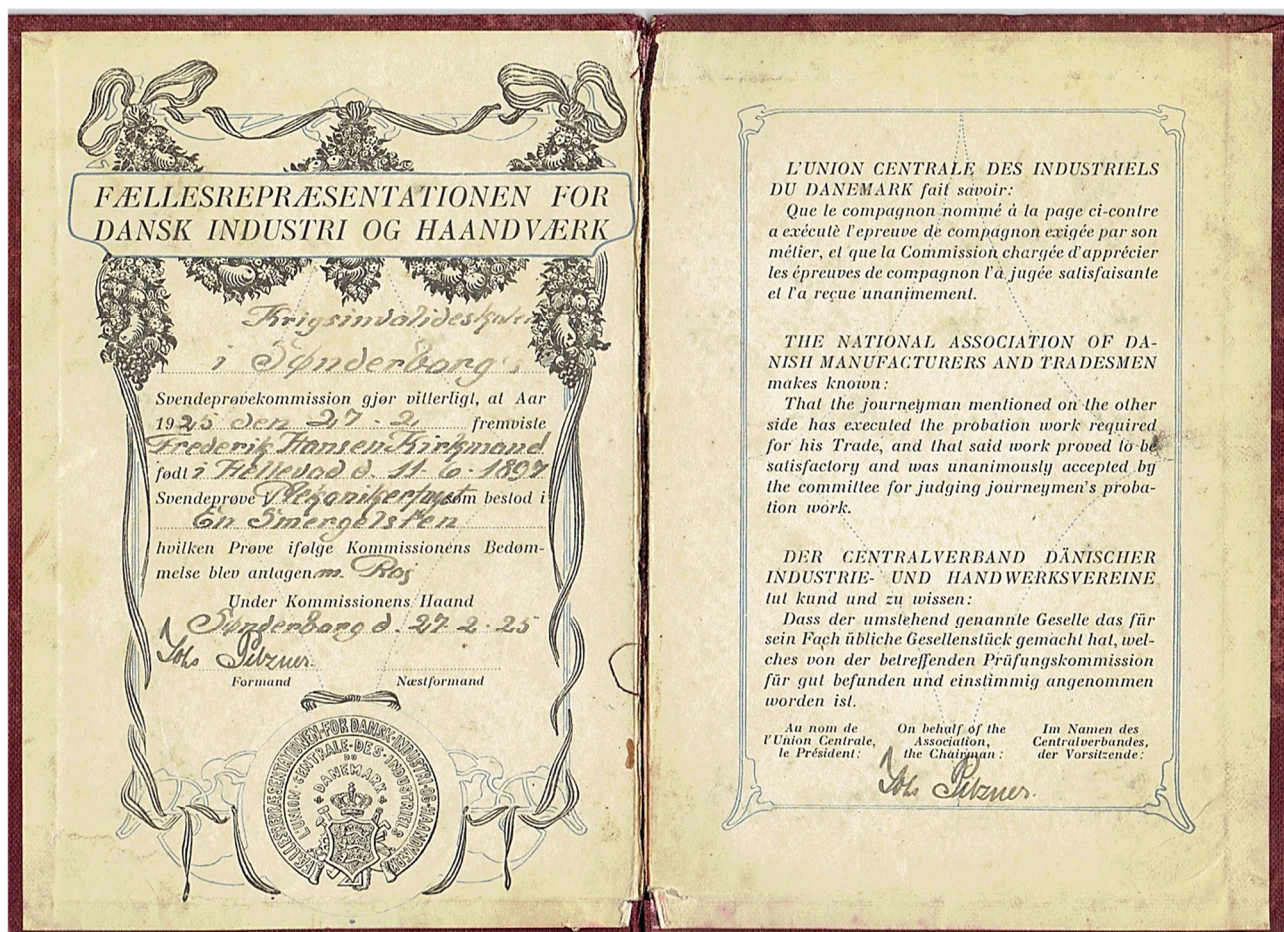 FÆLLESREPRÆSENTATIONEN FOR
DANSK INDUSTRI OG HAANDVÆRK
Krigsinvalideskolen
i Sønderborg,
Svendeprøvekommission gjør vitterligt, at Aar
1925 den 27-2 fremviste
Frederik Hansen Kirkmand
født i Hellevad d. 11-6-1897
Svendeprøve i som bestod i
En Smergelsten
hvilken Prøve ifølge Kommissionens Bedøm-
melse blev antagen m. Ros
Under Kommissionens Haand
Sønderborg d. 27-2-25
Johs Pitzner.
Formand Næstformand
FÆLLESREPRÆSENTATIONEN·FOR·DANSK·INDUSTRI·OG·HAANDVÆRK
L'UNION·CENTRALE·DES·INDUSTRIELS
DU
DANEMARK
L'UNION CENTRALE DES INDUSTRIELS
DU DANEMARK fait savoir:
Que le compagnon nommé à la page ci-contre
a exécutè l'epreuve de compagnon exigée par son
métier, et que la Commission chargée d'apprécier
les épreuves de compagnon l'à jugée satisfaisante
et l'a reçue unanimement.
THE NATIONAL ASSOCIATION OF DA-
NISH MANUFACTURERS AND TRADESMEN
makes known:
That the journeyman mentioned on the other
side has executed the probation work required
for his Trade, and that said work proved to be
satisfactory and was unanimously accepted by
the committee for judging journeymen's proba-
tion work.
DER CENTRALVERBAND DÄNISCHER
INDUSTRIE- UND HANDWERKSVEREINE
tut kund und zu wissen:
Dass der umstehend genannte Geselle das für
sein Fach übliche Gesellenstück gemacht hat, wel-
ches von der betreffenden Prüfungskommission
für gut befunden und einstimmig angenommen
worden ist.
Au nom de On behalf of the Im Namen des
l'Union Centrale, Association, Centralverbandes,
le Président: the Chairman: der Vorsitzende:
Johs Pitzner.